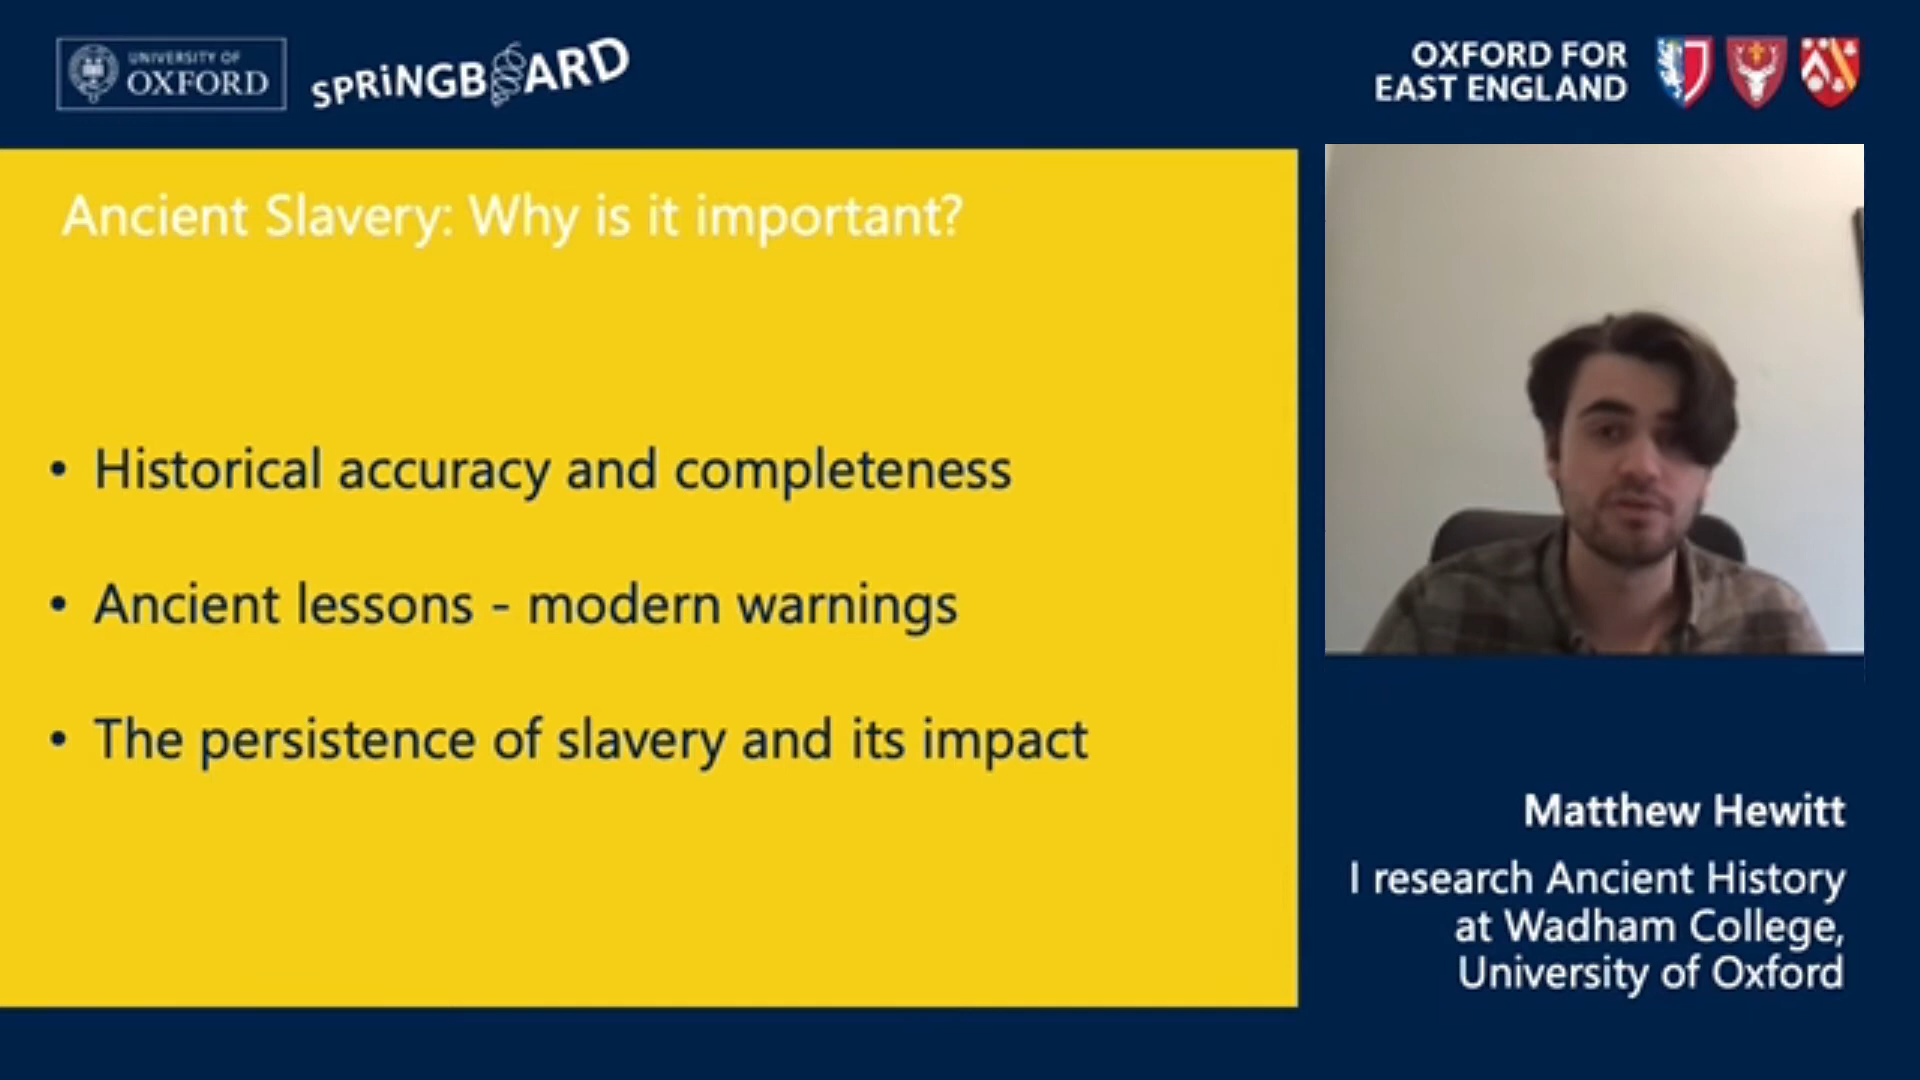 UNIVERSITY OF
OXFORD
SPRiNGBOARD
OXFORD FOR
EAST ENGLAND
Ancient Slavery: Why is it important?
• Historical accuracy and completeness
• Ancient lessons - modern warnings
• The persistence of slavery and its impact
Matthew Hewitt
I research Ancient History
at Wadham College,
University of Oxford